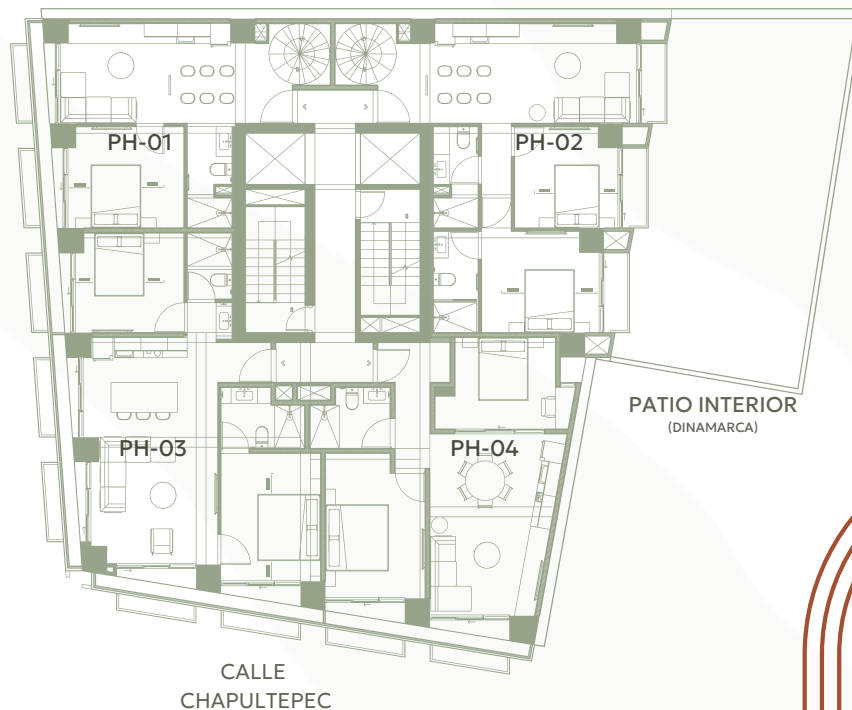 PH-01
PH-02
PH-03
PH-04
PATIO INTERIOR
(DINAMARCA)
CALLE
CHAPULTEPEC